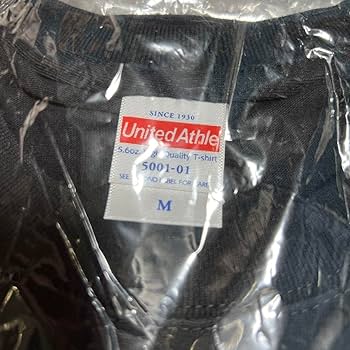 SINCE 1930
United Athle
5.6oz. Quality T-shirt
5001-01
SEE LABEL FOR CARE
M